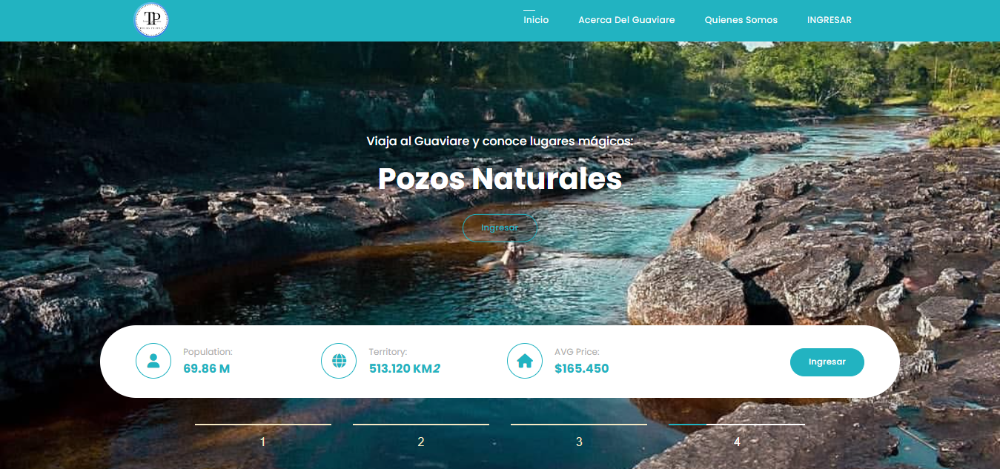 TP
Inicio
Acerca Del Guaviare
Quienes Somos
INGRESAR
Viaja al Guaviare y conoce lugares mágicos:
Pozos Naturales
Ingresar
Population:
69.86 M
Territory:
513.120 KM2
AVG Price:
$165.450
Ingresar
1
2
3
4